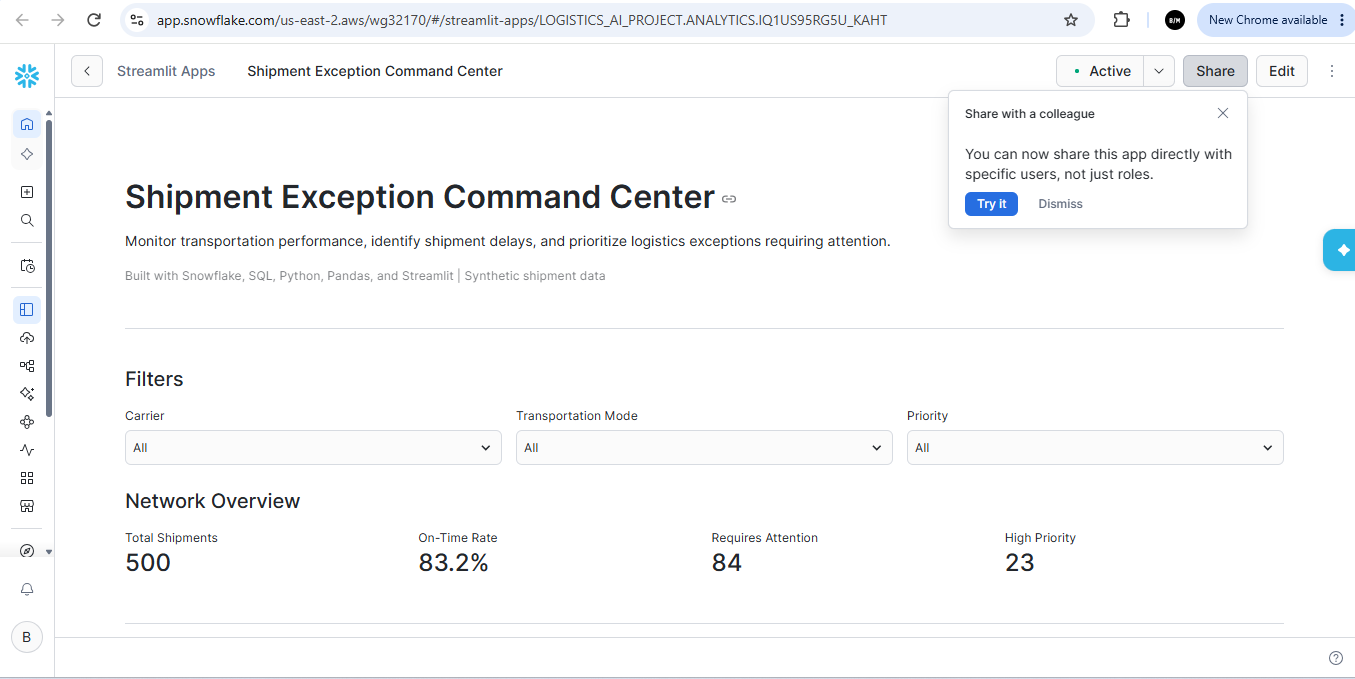 app.snowflake.com/us-east-2.aws/wg32170/#/streamlit-apps/LOGISTICS_AI_PROJECT.ANALYTICS.IQ1US95RG5U_KAHT
B/M
New Chrome available
Streamlit Apps
Shipment Exception Command Center
Active
Share
Edit
Share with a colleague
You can now share this app directly with
specific users, not just roles.
Try it
Dismiss
Shipment Exception Command Center
Monitor transportation performance, identify shipment delays, and prioritize logistics exceptions requiring attention.
Built with Snowflake, SQL, Python, Pandas, and Streamlit | Synthetic shipment data
Filters
Carrier
Transportation Mode
Priority
All
All
All
Network Overview
Total Shipments
On-Time Rate
Requires Attention
High Priority
500
83.2%
84
23
B